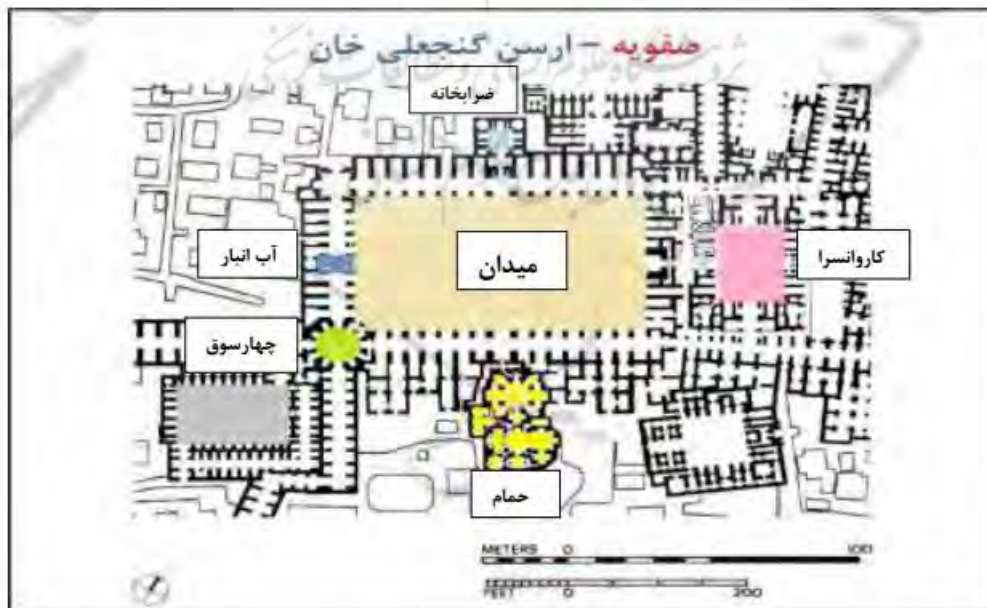 صفویه – ارسن گنجعلی خان
ضرابخانه
آب انبار
میدان
کاروانسرا
چهارسوق
حمام
METERS 0 100
FEET 0 200